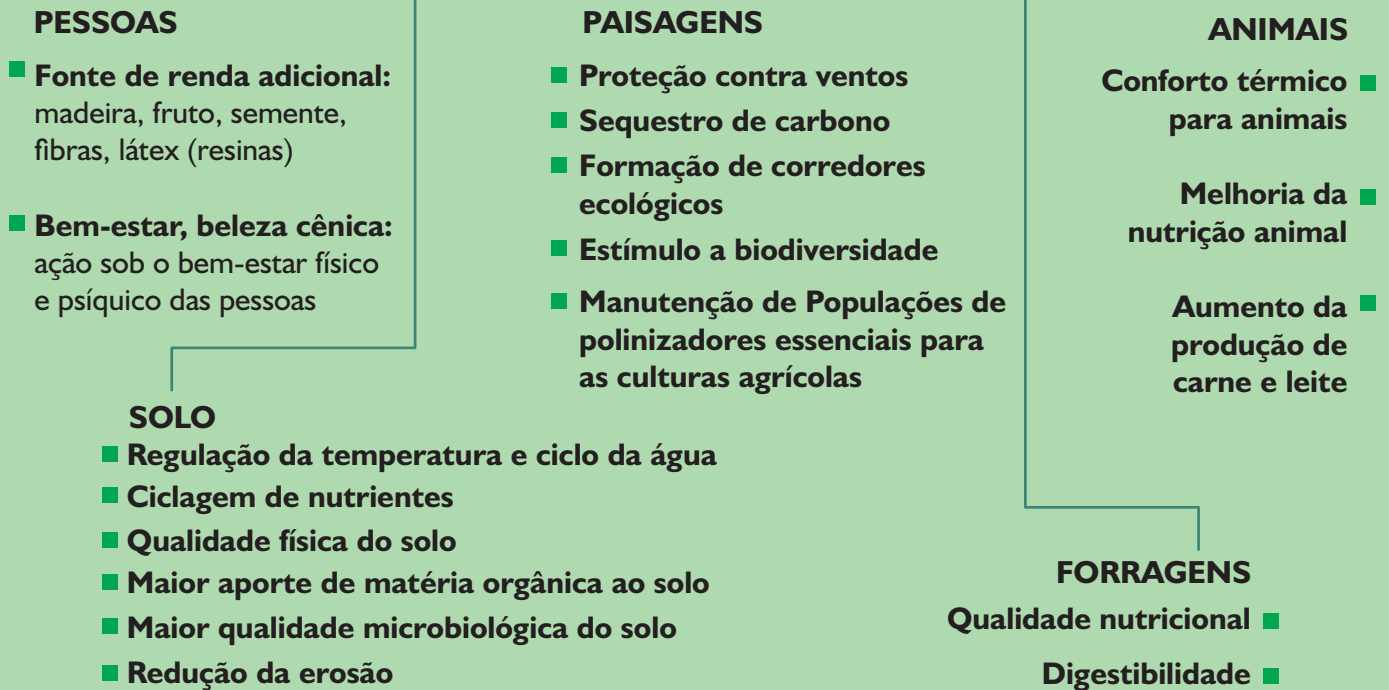 PESSOAS
Fonte de renda adicional:
madeira, fruto, semente,
fibras, látex (resinas)
Bem-estar, beleza cênica:
ação sob o bem-estar físico
e psíquico das pessoas
PAISAGENS
Proteção contra ventos
Sequestro de carbono
Formação de corredores
ecológicos
Estímulo a biodiversidade
Manutenção de Populações de
polinizadores essenciais para
as culturas agrícolas
ANIMAIS
Conforto térmico
para animais
Melhoria da
nutrição animal
Aumento da
produção de
carne e leite
SOLO
Regulação da temperatura e ciclo da água
Ciclagem de nutrientes
Qualidade física do solo
Maior aporte de matéria orgânica ao solo
Maior qualidade microbiológica do solo
Redução da erosão
FORRAGENS
Qualidade nutricional
Digestibilidade